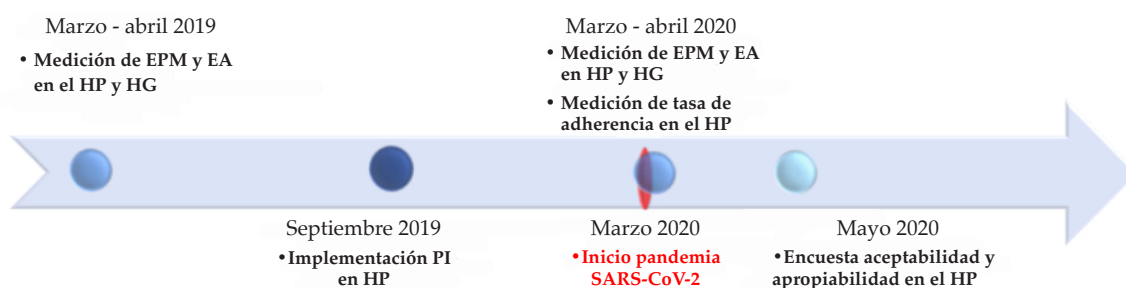 Marzo - abril 2019
• Medición de EPM y EA
en el HP y HG
Marzo - abril 2020
• Medición de EPM y EA
en HP y HG
• Medición de tasa de
adherencia en el HP
Septiembre 2019
•Implementación PI
en HP
Marzo 2020
•Inicio pandemia
SARS-CoV-2
Mayo 2020
•Encuesta aceptabilidad y
apropiabilidad en el HP